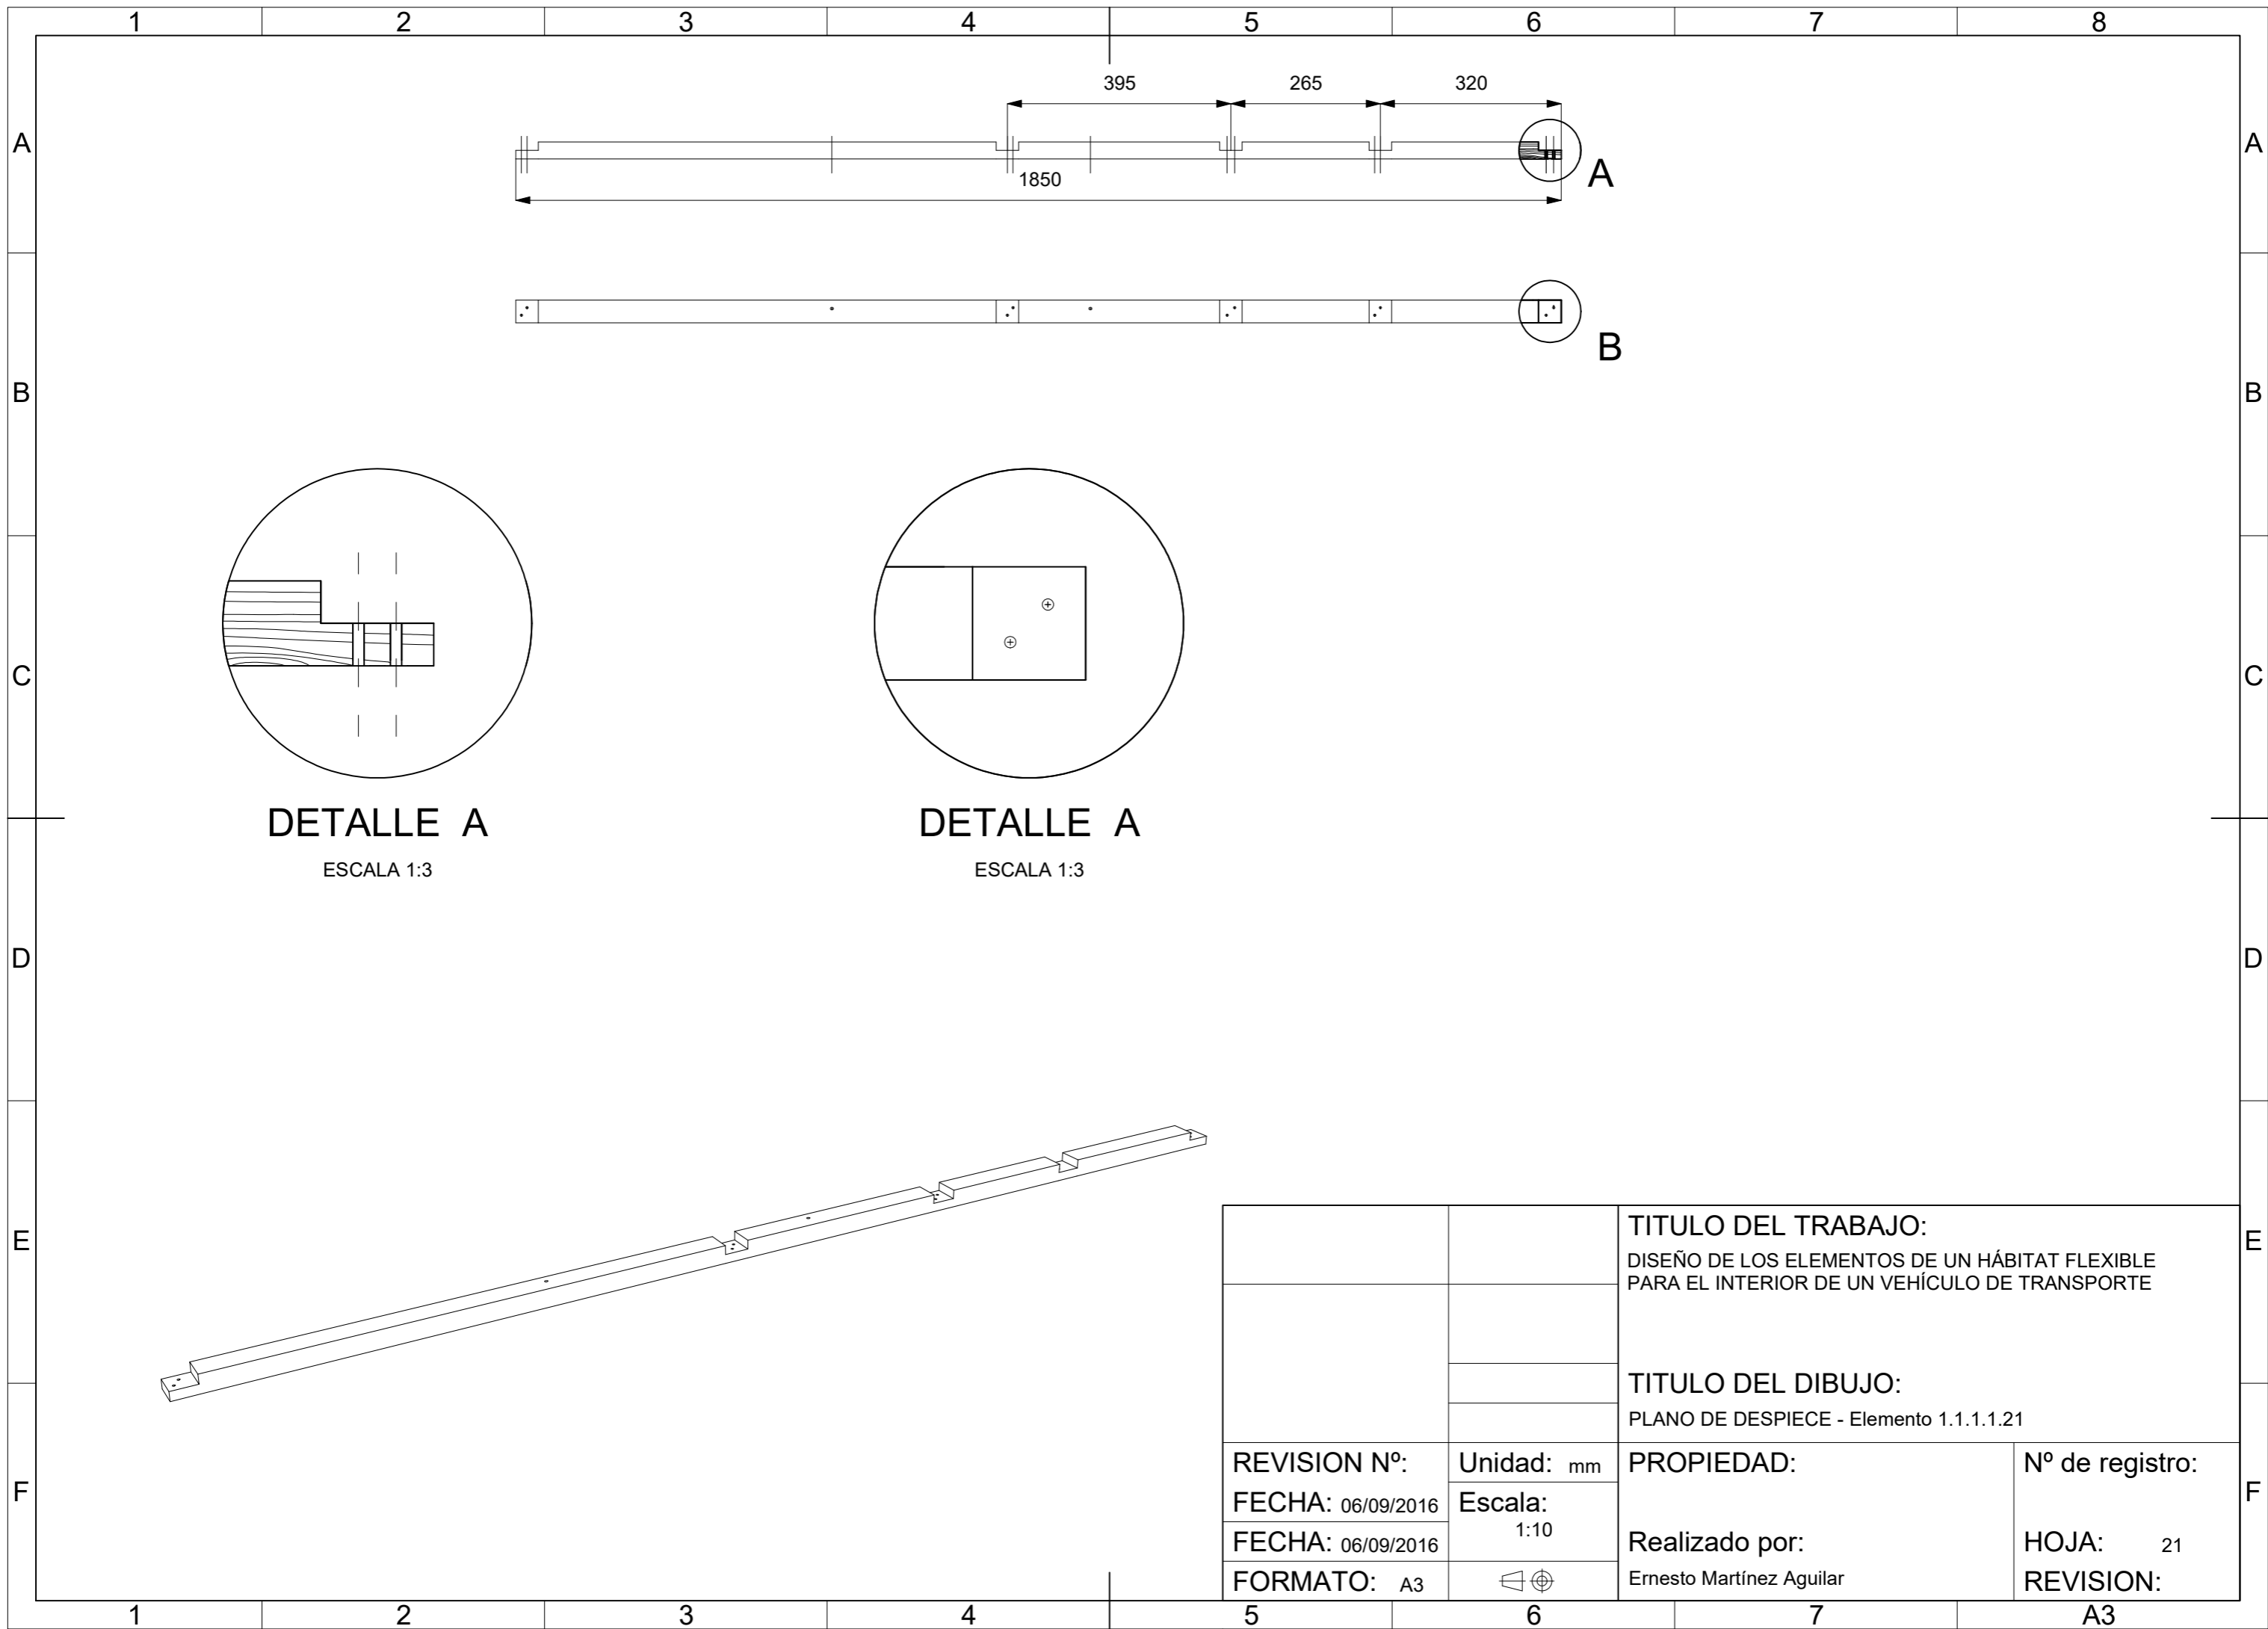 1 2 3 4 5 6 7 8
395 265 320
A A
A
1850
B
B B
C C
DETALLE A DETALLE A
ESCALA 1:3 ESCALA 1:3
D D
E E
TITULO DEL TRABAJO:
DISEÑO DE LOS ELEMENTOS DE UN HÁBITAT FLEXIBLE
PARA EL INTERIOR DE UN VEHÍCULO DE TRANSPORTE
TITULO DEL DIBUJO:
PLANO DE DESPIECE - Elemento 1.1.1.1.21
REVISION Nº: Unidad: mm PROPIEDAD: Nº de registro:
F F
FECHA: 06/09/2016 Escala:
1:10
FECHA: 06/09/2016 Realizado por: HOJA: 21
FORMATO: A3 Ernesto Martínez Aguilar REVISION:
1 2 3 4 5 6 7 A3